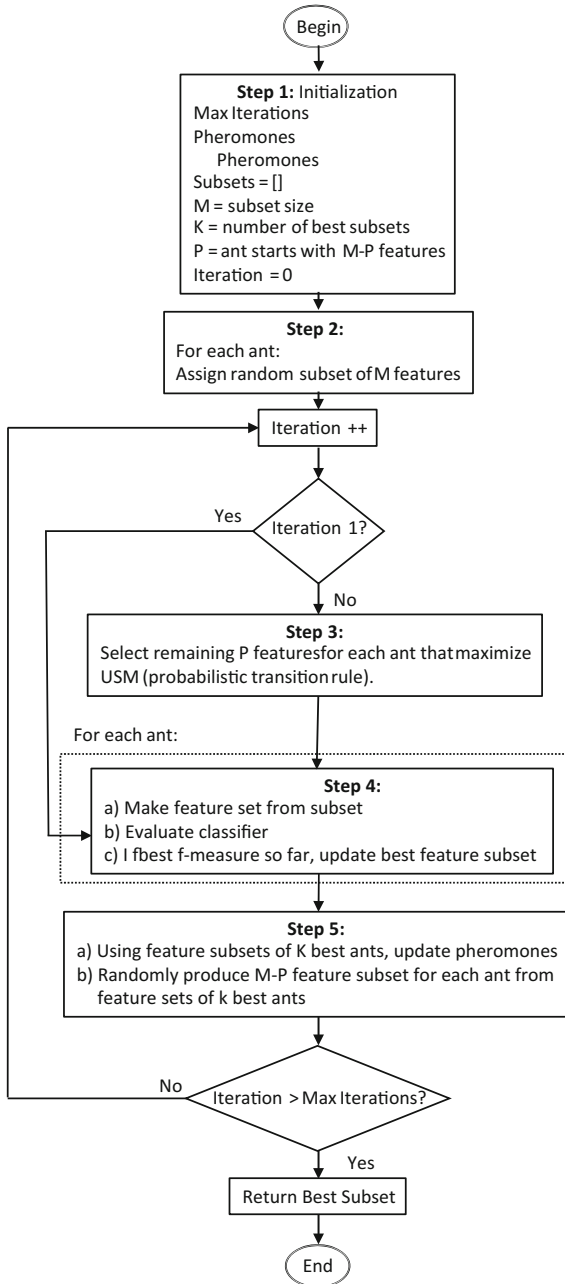 Begin
Step 1: Initialization
Max Iterations
Pheromones
Pheromones
Subsets = []
M = subset size
K = number of best subsets
P = ant starts with M-P features
Iteration = 0
Step 2:
For each ant:
Assign random subset of M features
Iteration ++
Iteration 1?
Yes
No
Step 3:
Select remaining P featuresfor each ant that maximize
USM (probabilistic transition rule).
For each ant:
Step 4:
a) Make feature set from subset
b) Evaluate classifier
c) I fbest f-measure so far, update best feature subset
Step 5:
a) Using feature subsets of K best ants, update pheromones
b) Randomly produce M-P feature subset for each ant from
feature sets of k best ants
No
Iteration > Max Iterations?
Yes
Return Best Subset
End